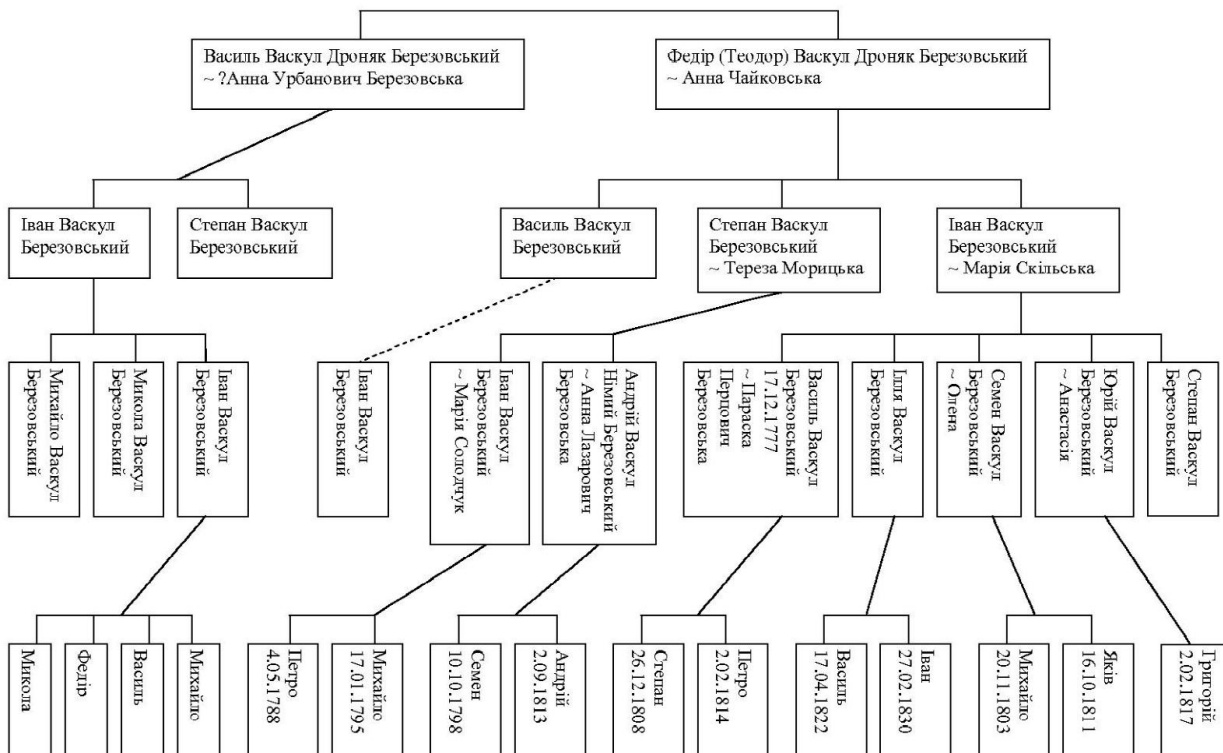 Василь Васкул Дроняк Березовський
~ ?Анна Урбанович Березовська
Федір (Теодор) Васкул Дроняк Березовський
~ Анна Чайковська
Іван Васкул
Березовський
Степан Васкул
Березовський
Василь Васкул
Березовський
Степан Васкул
Березовський
~ Тереза Морицька
Іван Васкул
Березовський
~ Марія Скільська
Михайло Васкул
Березовський
Микола Васкул
Березовський
Іван Васкул
Березовський
Іван Васкул
Березовський
Іван Васкул
Березовський
~ Марія Солодчук
Андрій Васкул
Німий Березовський
~ Анна Лазарович
Березовська
Василь Васкул
Березовський
17.12.1777
~ Параска
Перцович
Березовська
Ілля Васкул
Березовський
Семен Васкул
Березовський
~ Олена
Юрій Васкул
Березовський
~ Анастасія
Степан Васкул
Березовський
Микола
Федір
Василь
Михайло
Петро
4.05.1788
Михайло
17.01.1795
Семен
10.10.1798
Андрій
2.09.1813
Степан
26.12.1808
Петро
2.02.1814
Василь
17.04.1822
Іван
27.02.1830
Михайло
20.11.1803
Яків
16.10.1811
Григорій
2.02.1817